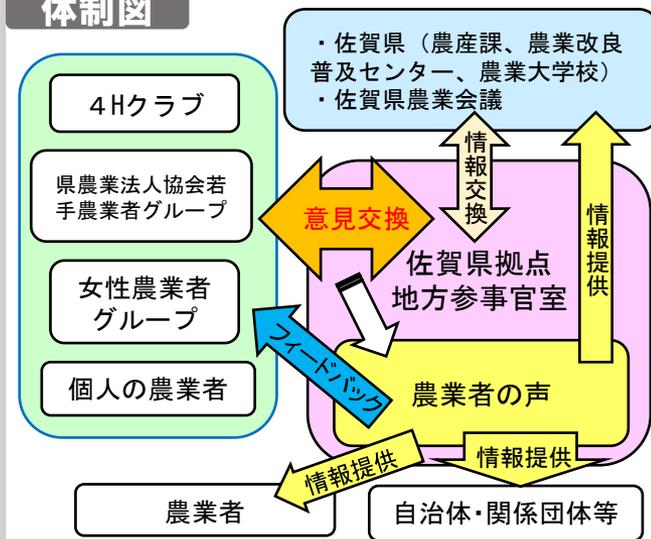 体制図
・佐賀県（農産課、農業改良
普及センター、農業大学校）
・佐賀県農業会議
４Hクラブ
県農業法人協会若
手農業者グループ
女性農業者
グループ
個人の農業者
意見交換
情報交換
情報提供
佐賀県拠点
地方参事官室
フィードバック
農業者の声
情報提供
情報提供
農業者
自治体・関係団体等